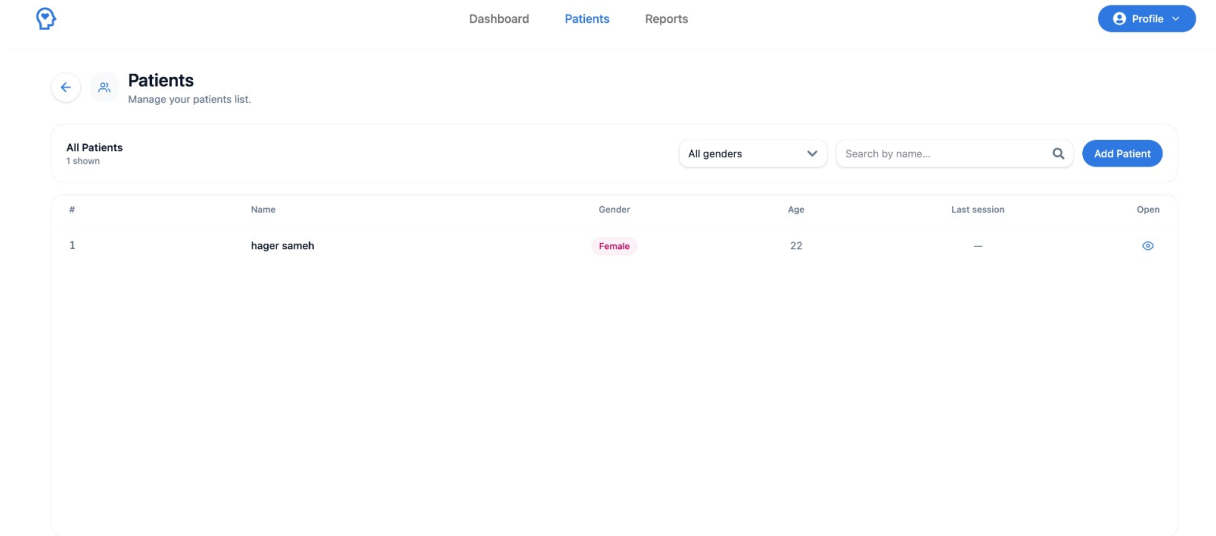 Dashboard Patients Reports Profile
Patients
Manage your patients list.
All Patients
1 shown
All genders
Search by name...
Add Patient
# Name Gender Age Last session Open
1 hager sameh Female 22 —